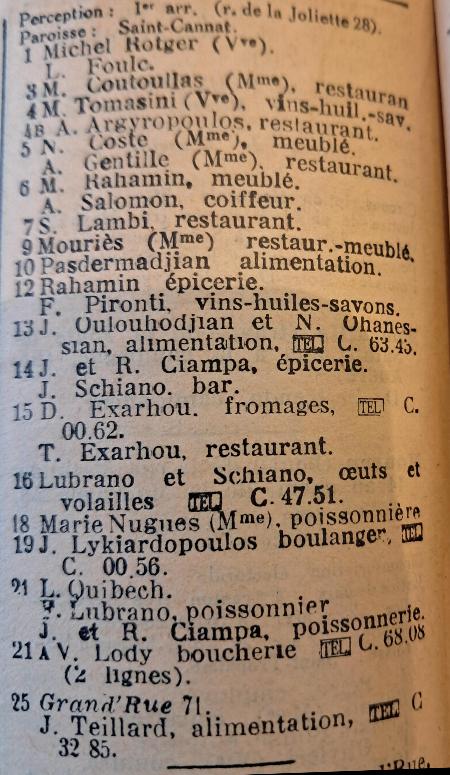 Perception : 1er arr. (r. de la Joliette 28).
Paroisse : Saint-Cannat.
1 Michel Rotger (Vve).
L. Foulc.
3 M. Coutoullas (Mme), restauran
4 M. Tomasini (Vve), vins-huil.-sav.
4B A. Argyropoulos, restaurant.
5 N. Coste (Mme), meublé.
A. Gentille (Mme), restaurant.
6 M. Rahamin, meublé.
A. Salomon, coiffeur.
7 S. Lambi, restaurant.
9 Mouriès (Mme) restaur.-meublé.
10 Pasdermadjian alimentation.
12 Rahamin épicerie.
F. Pironti, vins-huiles-savons.
13 J. Oulouhodjian et N. Ohanes-
sian, alimentation, TEL C. 63.45.
14 J. et R. Ciampa, épicerie.
J. Schiano. bar.
15 D. Exarhou. fromages, TEL C.
00.62.
T. Exarhou, restaurant.
16 Lubrano et Schiano, œufs et
volailles TEL C. 47.51.
18 Marie Nugues (Mme), poissonnière
19 J. Lykiardopoulos boulanger, TEL
C. 00.56.
21 L. Quibech.
F. Lubrano, poissonnier
J. et R. Ciampa, poissonnerie.
21A V. Lody boucherie TEL C. 68.08
(2 lignes).
25 Grand'Rue 71.
J. Teillard, alimentation, TEL C
32 85.
l'Rue,